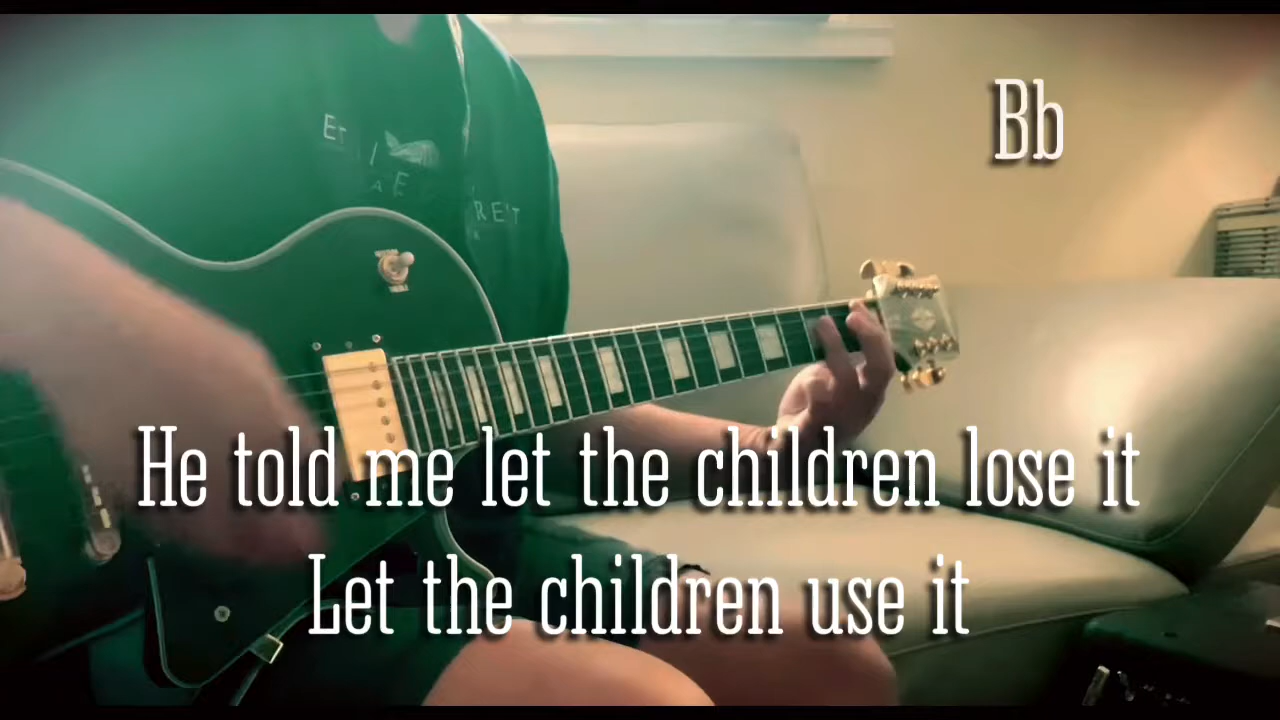 Bb
He told me let the children lose it
Let the children use it